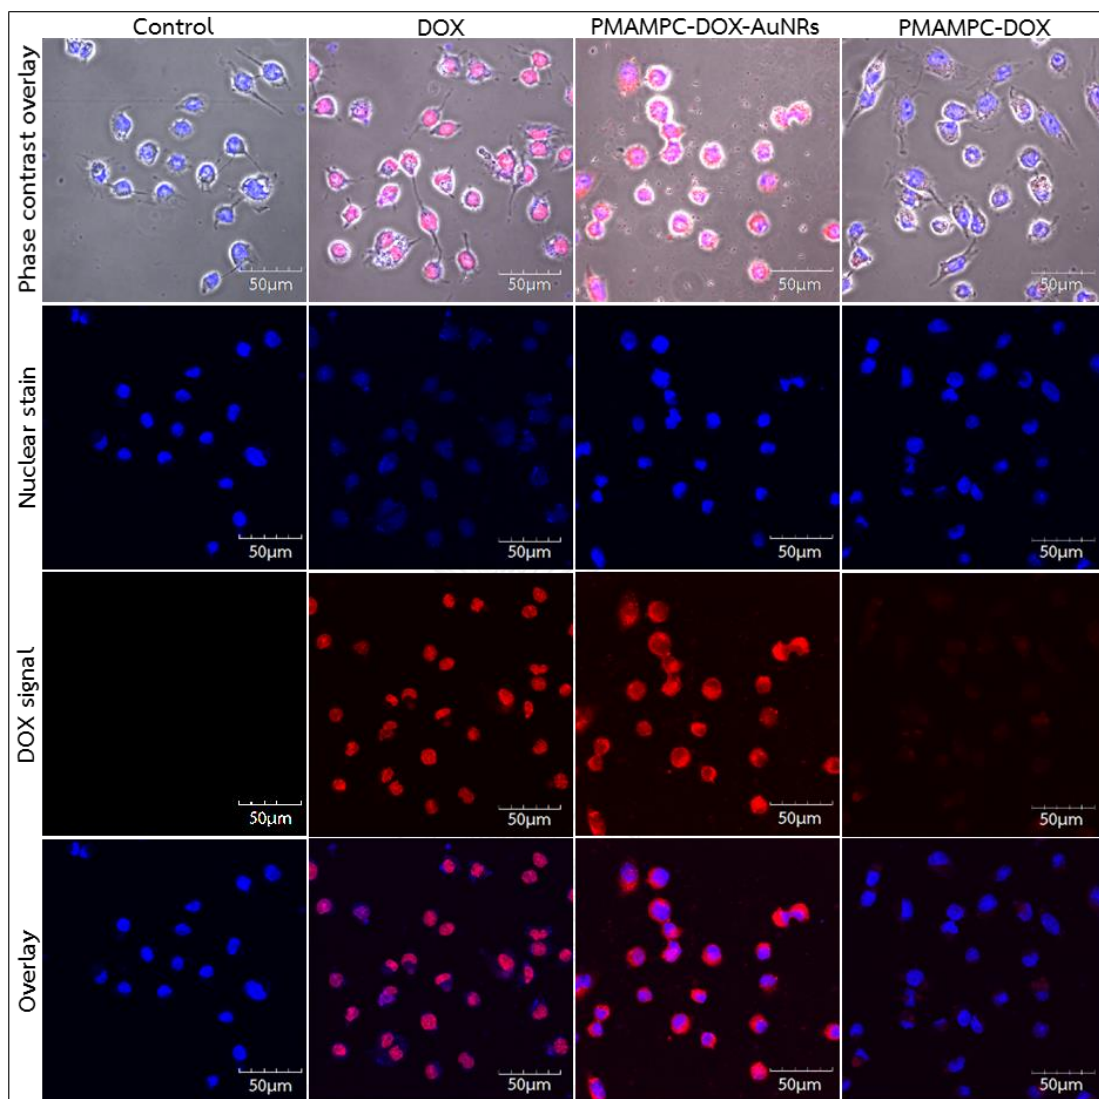 Control DOX PMAMPC-DOX-AuNRs PMAMPC-DOX
Phase contrast overlay
50µm 50µm 50µm 50µm
Nuclear stain
50µm 50µm 50µm 50µm
DOX signal
50µm 50µm 50µm 50µm
Overlay
50µm 50µm 50µm 50µm